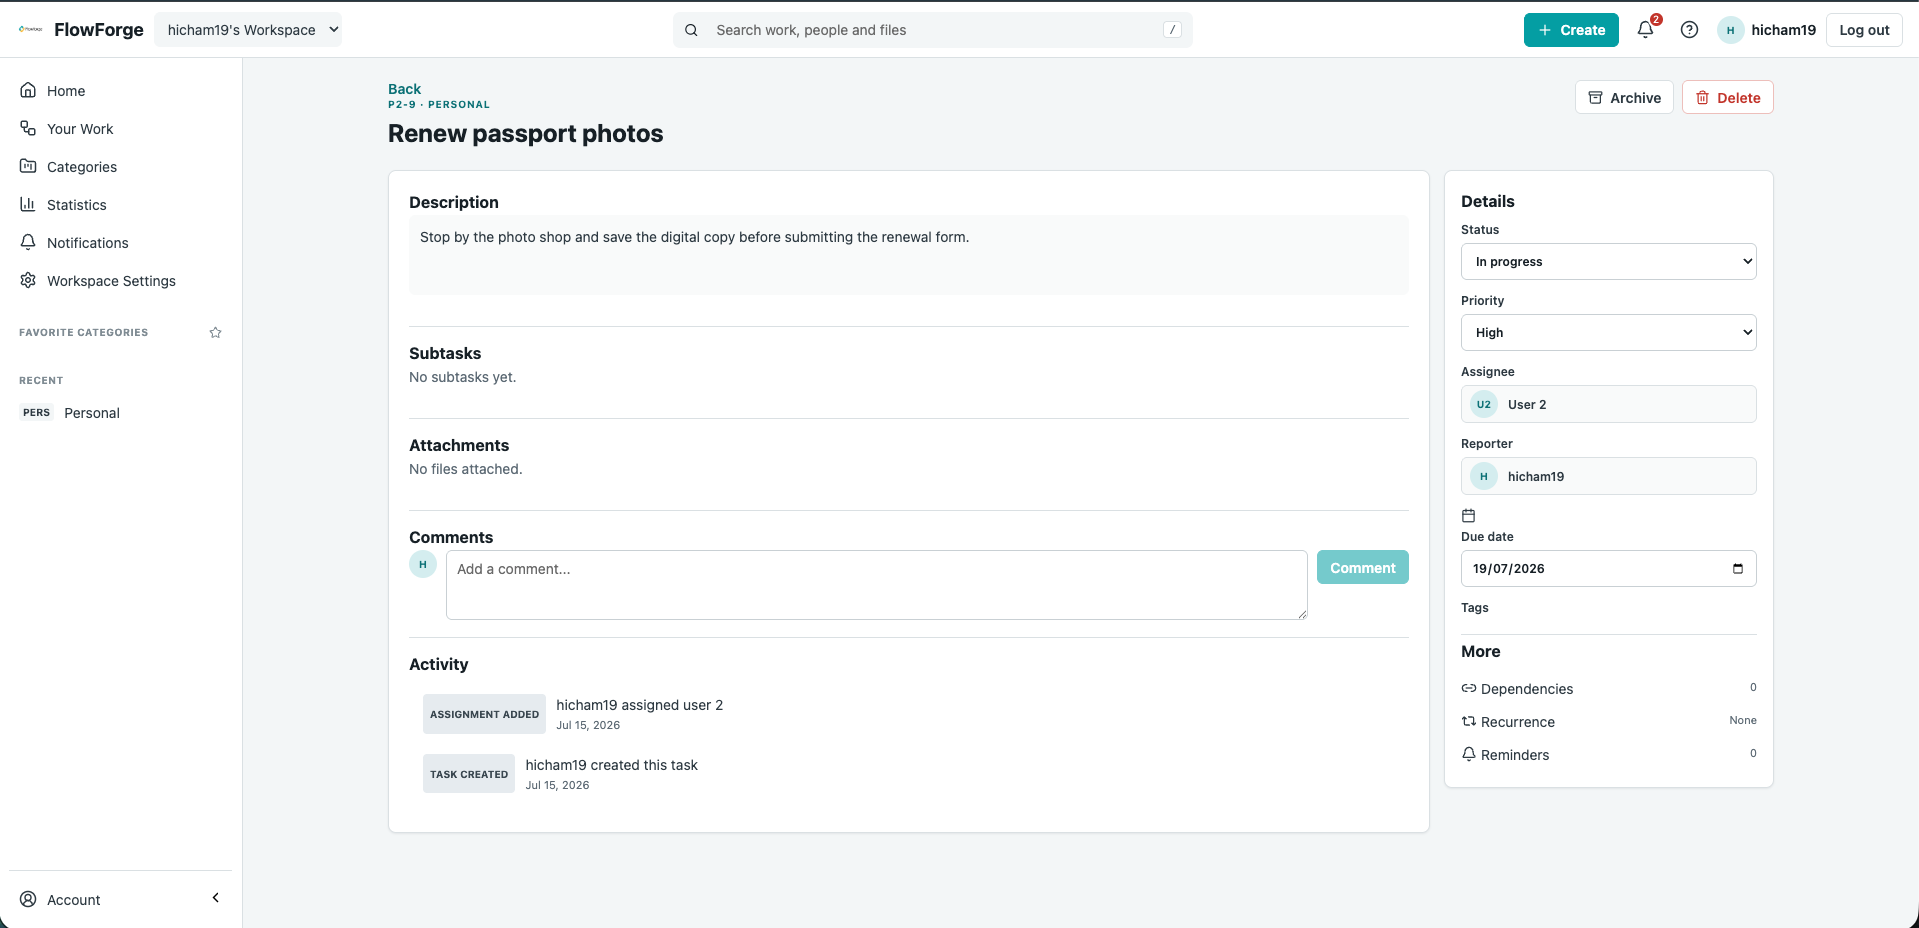 FlowForge
hicham19's Workspace
Search work, people and files
/
+ Create
2
H
hicham19
Log out
Home
Your Work
Categories
Statistics
Notifications
Workspace Settings
FAVORITE CATEGORIES
RECENT
PERS Personal
Account
Back
P2-9 · PERSONAL
Renew passport photos
Archive
Delete
Description
Stop by the photo shop and save the digital copy before submitting the renewal form.
Subtasks
No subtasks yet.
Attachments
No files attached.
Comments
H
Add a comment...
Comment
Activity
ASSIGNMENT ADDED
hicham19 assigned user 2
Jul 15, 2026
TASK CREATED
hicham19 created this task
Jul 15, 2026
Details
Status
In progress
Priority
High
Assignee
U2 User 2
Reporter
H hicham19
Due date
19/07/2026
Tags
More
Dependencies 0
Recurrence None
Reminders 0